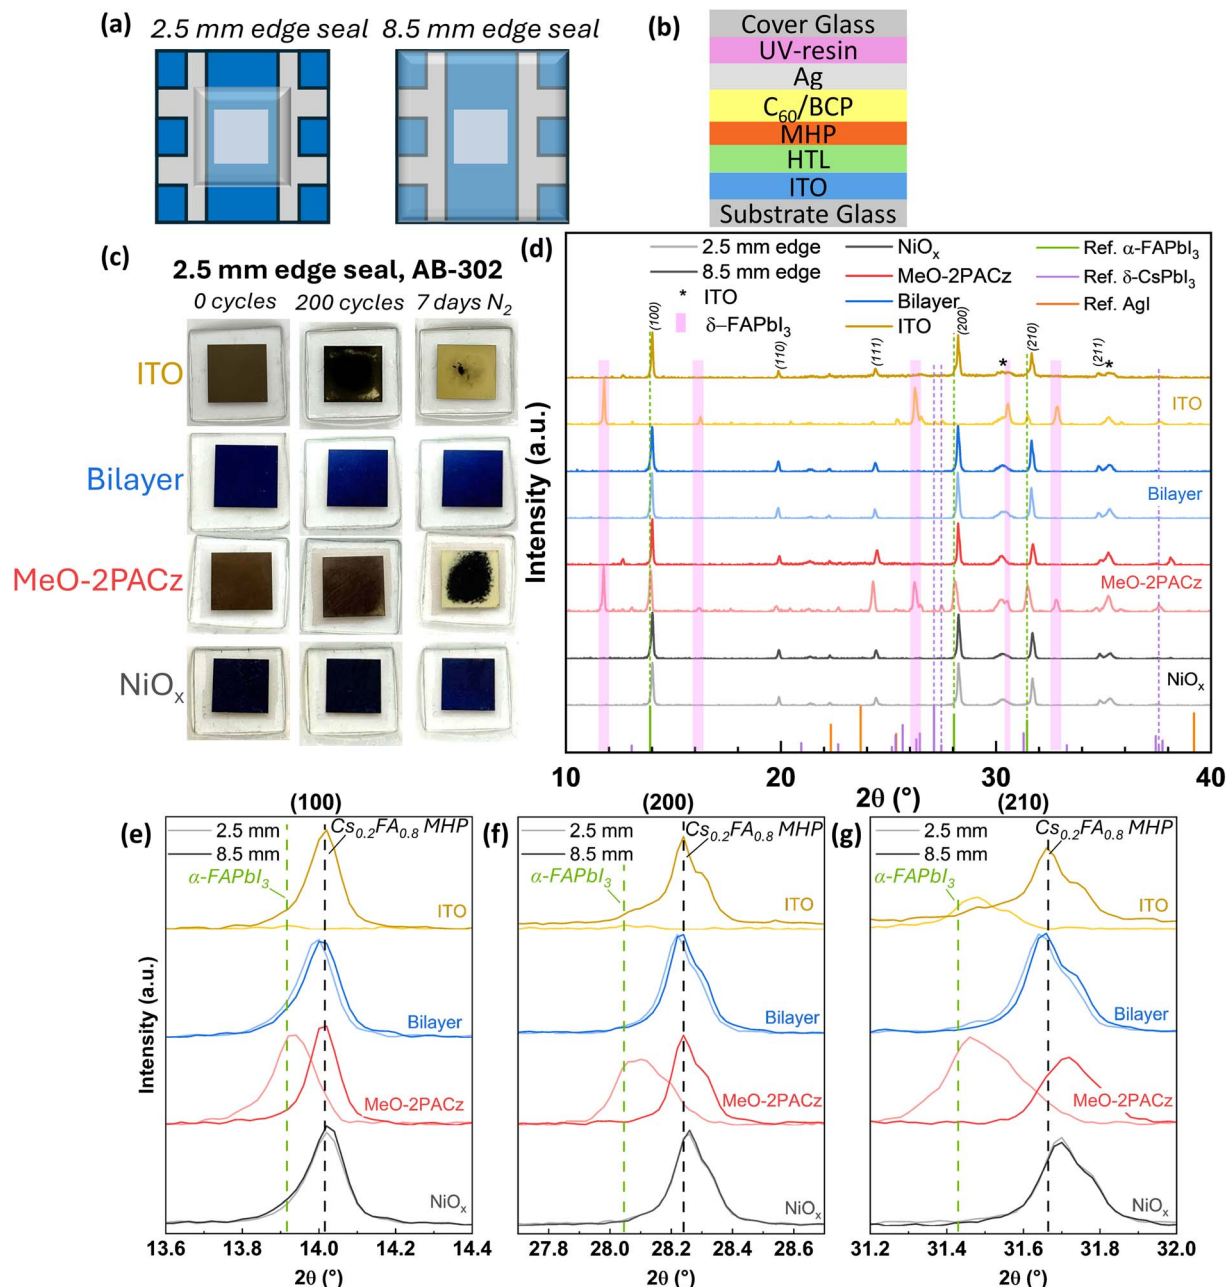 (a) 2.5 mm edge seal 8.5 mm edge seal (b)
Cover Glass
UV-resin
Ag
C₆₀/BCP
MHP
HTL
ITO
Substrate Glass
(c)
2.5 mm edge seal, AB-302
0 cycles 200 cycles 7 days N₂
ITO
Bilayer
MeO-2PACz
NiOₓ
(d)
2.5 mm edge
8.5 mm edge
* ITO
δ–FAPbI₃
NiOₓ
MeO-2PACz
Bilayer
ITO
Ref. α-FAPbI₃
Ref. δ-CsPbI₃
Ref. AgI
(100)
(110)
(111)
(200)
*
(210)
(211)
*
ITO
Bilayer
MeO-2PACz
NiOₓ
Intensity (a.u.)
10 20 30 40
2θ (°)
(e)
(100)
2.5 mm
8.5 mm
Cs₀.₂FA₀.₈ MHP
α-FAPbI₃
ITO
Bilayer
MeO-2PACz
NiOₓ
Intensity (a.u.)
13.6 13.8 14.0 14.2 14.4
2θ (°)
(f)
(200)
2.5 mm
8.5 mm
Cs₀.₂FA₀.₈ MHP
α-FAPbI₃
ITO
Bilayer
MeO-2PACz
NiOₓ
27.8 28.0 28.2 28.4 28.6
2θ (°)
(g)
(210)
2.5 mm
8.5 mm
Cs₀.₂FA₀.₈ MHP
α-FAPbI₃
ITO
Bilayer
MeO-2PACz
NiOₓ
31.2 31.4 31.6 31.8 32.0
2θ (°)